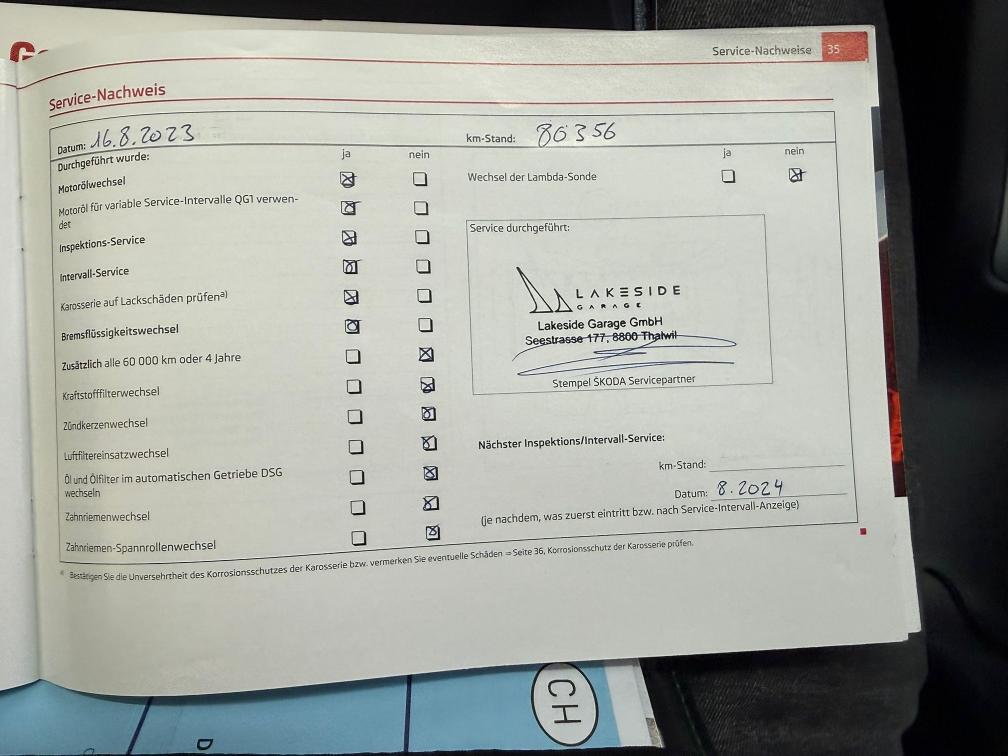 Service-Nachweise 35
Service-Nachweis
Datum: 16.8.2023
km-Stand: 86356
Durchgeführt wurde:
ja nein
ja nein
Motorölwechsel
Wechsel der Lambda-Sonde
Motoröl für variable Service-Intervalle QG1 verwen-
det
Inspektions-Service
Intervall-Service
Karosserie auf Lackschäden prüfena)
Bremsflüssigkeitswechsel
Zusätzlich alle 60 000 km oder 4 Jahre
Kraftstofffilterwechsel
Zündkerzenwechsel
Luftfiltereinsatzwechsel
Öl und Ölfilter im automatischen Getriebe DSG
wechseln
Zahnriemenwechsel
Zahnriemen-Spannrollenwechsel
Service durchgeführt:
LAKESIDE
GARAGE
Lakeside Garage GmbH
Seestrasse 177, 8800 Thalwil
Stempel ŠKODA Servicepartner
Nächster Inspektions/Intervall-Service:
km-Stand:
Datum: 8.2024
(je nachdem, was zuerst eintritt bzw. nach Service-Intervall-Anzeige)
a) Bestätigen Sie die Unversehrtheit des Korrosionsschutzes der Karosserie bzw. vermerken Sie eventuelle Schäden ⇒ Seite 36, Korrosionsschutz der Karosserie prüfen.
CH
D